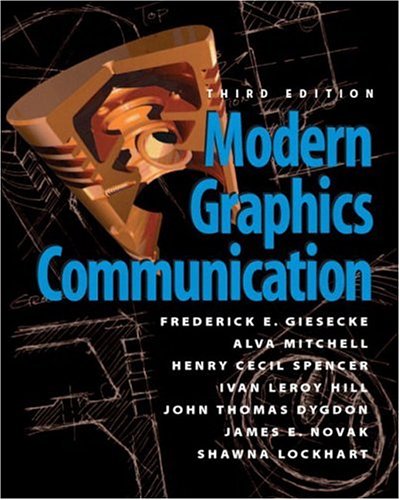 TOP
THIRD EDITION
Modern
Graphics
Communication
FREDERICK E. GIESECKE
ALVA MITCHELL
HENRY CECIL SPENCER
IVAN LEROY HILL
JOHN THOMAS DYGDON
JAMES E. NOVAK
SHAWNA LOCKHART